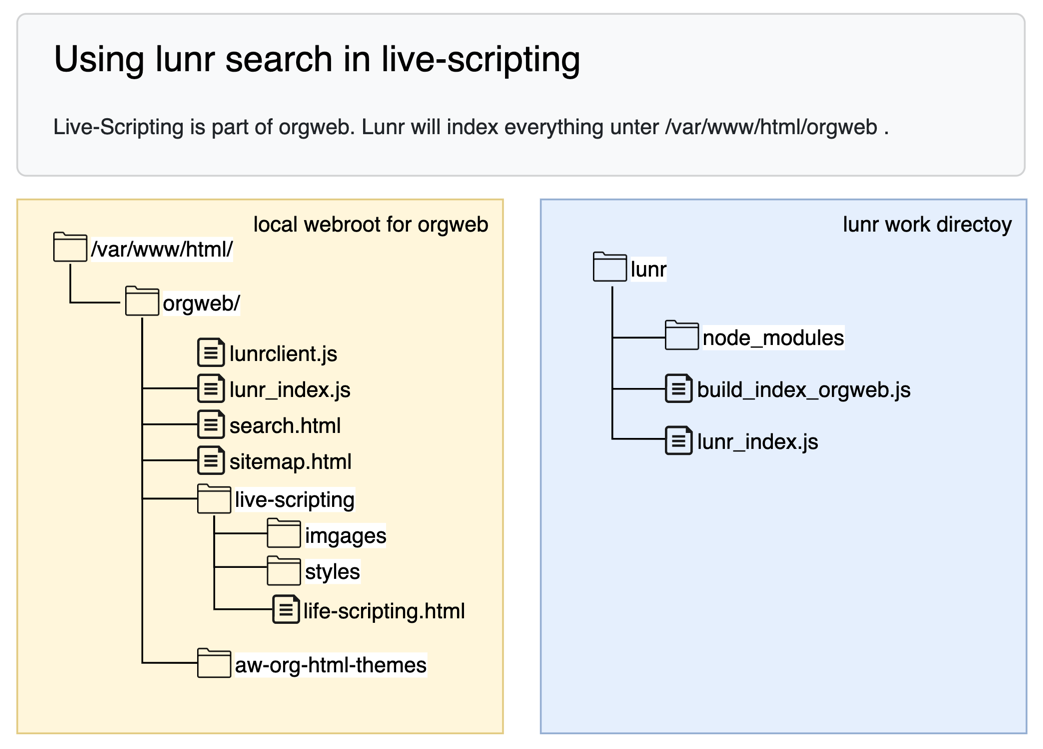 Using lunr search in live-scripting
Live-Scripting is part of orgweb. Lunr will index everything unter /var/www/html/orgweb .
local webroot for orgweb
/var/www/html/
orgweb/
lunrclient.js
lunr_index.js
search.html
sitemap.html
live-scripting
imgages
styles
life-scripting.html
aw-org-html-themes
lunr work directoy
lunr
node_modules
build_index_orgweb.js
lunr_index.js